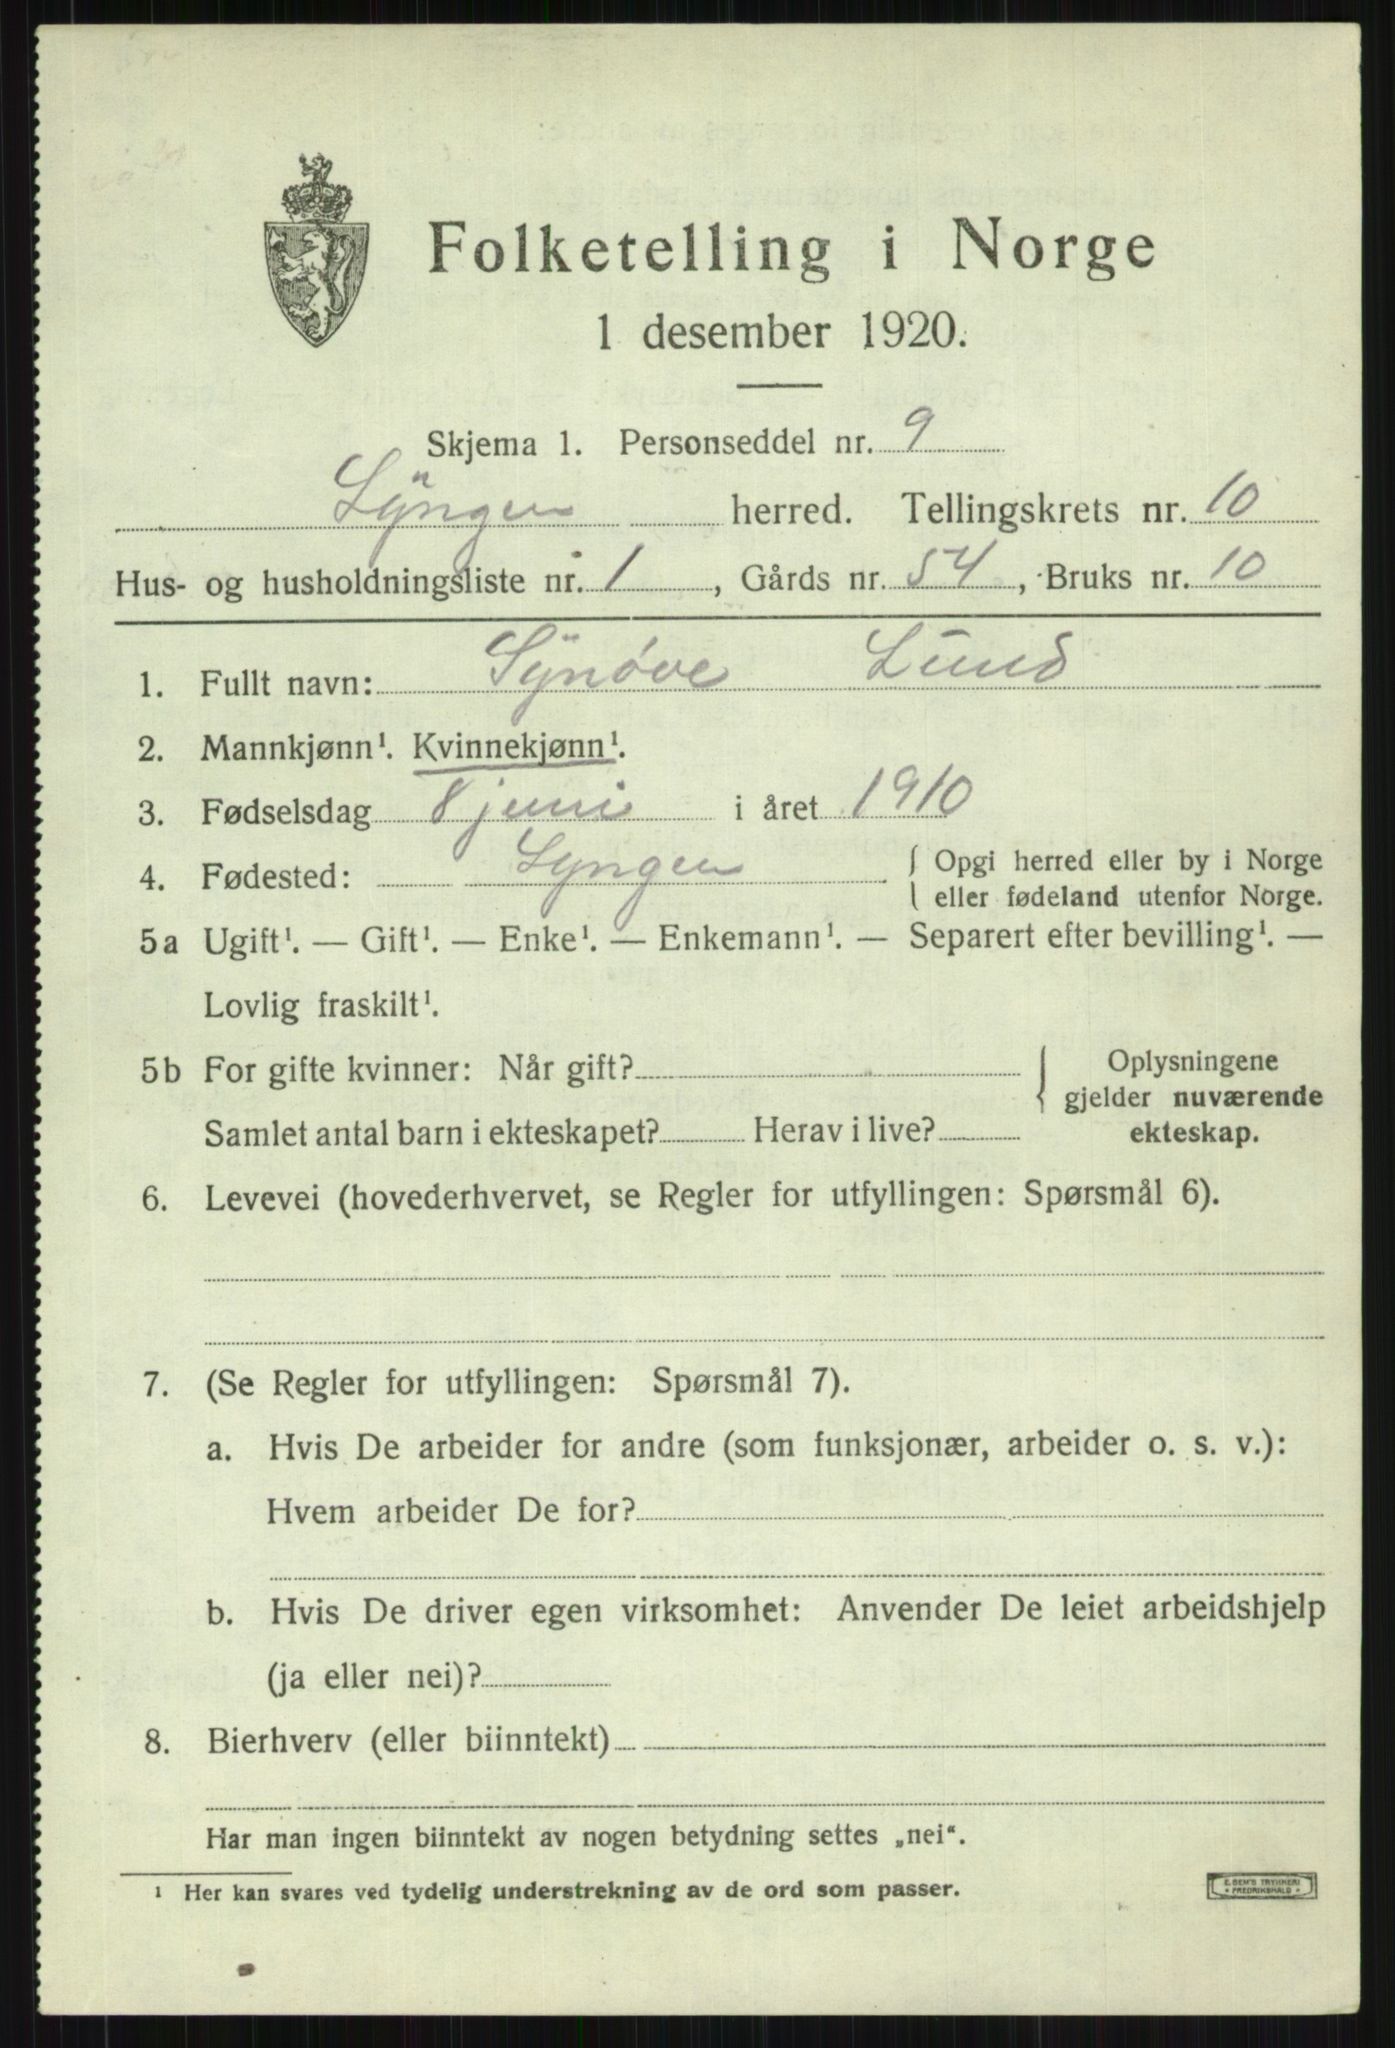 Folketelling i Norge
1 desember 1920.
Skjema 1. Personseddel nr. 9
Lyngen herred. Tellingskrets nr. 10
Hus- og husholdningsliste nr. 1, Gårds nr. 54, Bruks nr. 10
1. Fullt navn: Synøve Lund
2. Mannkjønn¹. Kvinnekjønn¹.
3. Fødselsdag 8 juni i året 1910
4. Fødested: Lyngen { Opgi herred eller by i Norge
eller fødeland utenfor Norge.
5a Ugift¹. — Gift¹. — Enke¹. — Enkemann¹. — Separert efter bevilling¹. —
Lovlig fraskilt¹.
5b For gifte kvinner: Når gift? { Oplysningene
gjelder nuværende
Samlet antal barn i ekteskapet? Herav i live? ekteskap.
6. Levevei (hovederhvervet, se Regler for utfyllingen: Spørsmål 6).
7. (Se Regler for utfyllingen: Spørsmål 7).
a. Hvis De arbeider for andre (som funksjonær, arbeider o. s. v.):
Hvem arbeider De for?
b. Hvis De driver egen virksomhet: Anvender De leiet arbeidshjelp
(ja eller nei)?
8. Bierhverv (eller biinntekt)
Har man ingen biinntekt av nogen betydning settes „nei“.
¹ Her kan svares ved tydelig understrekning av de ord som passer.
E. SEM'S TRYKKERI
FREDRIKSHALD